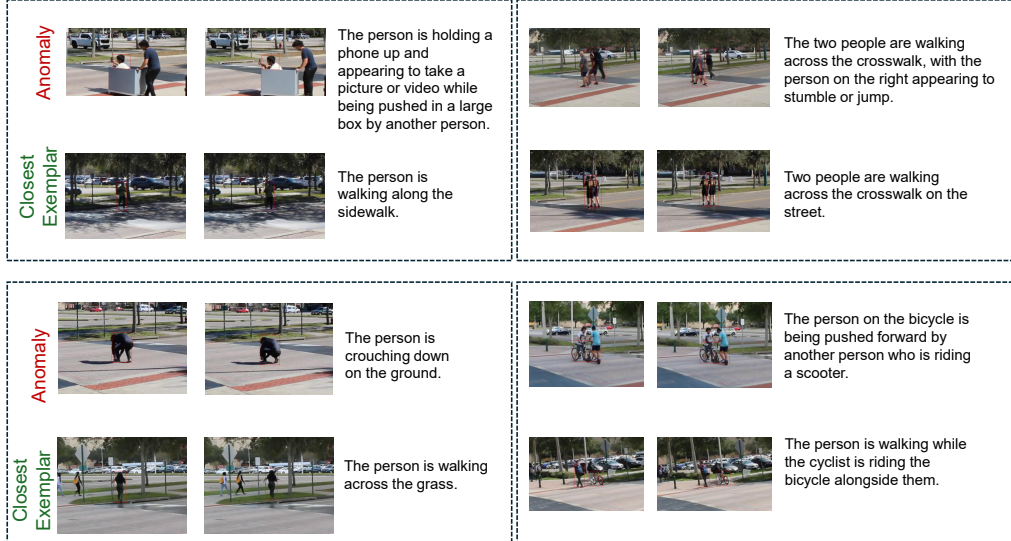 Anomaly
The person is holding a
phone up and
appearing to take a
picture or video while
being pushed in a large
box by another person.
Closest
Exemplar
The person is
walking along the
sidewalk.
The two people are walking
across the crosswalk, with the
person on the right appearing to
stumble or jump.
Two people are walking
across the crosswalk on the
street.
Anomaly
The person is
crouching down
on the ground.
Closest
Exemplar
The person is walking
across the grass.
The person on the bicycle is
being pushed forward by
another person who is riding
a scooter.
The person is walking while
the cyclist is riding the
bicycle alongside them.